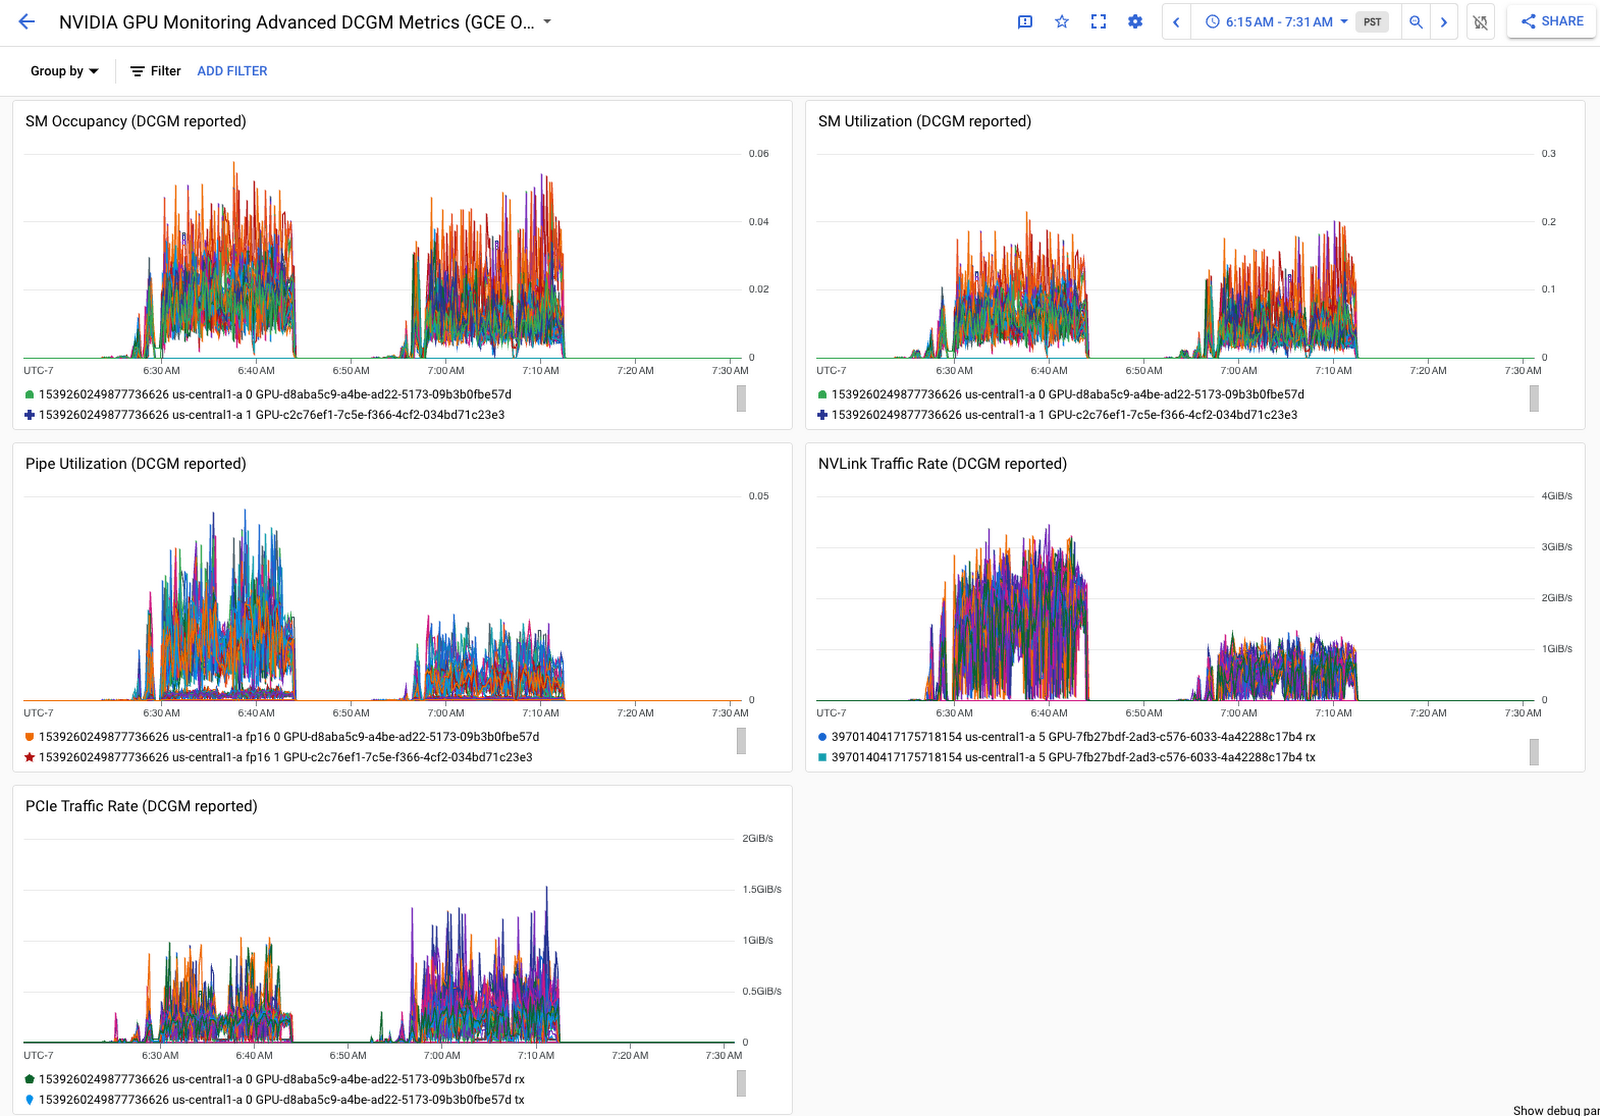 NVIDIA GPU Monitoring Advanced DCGM Metrics (GCE O...
6:15 AM - 7:31 AM PST
SHARE
Group by
Filter
ADD FILTER
SM Occupancy (DCGM reported)
0.06
0.04
0.02
0
UTC-7 6:30 AM 6:40 AM 6:50 AM 7:00 AM 7:10 AM 7:20 AM 7:30 AM
1539260249877736626 us-central1-a 0 GPU-d8aba5c9-a4be-ad22-5173-09b3b0fbe57d
1539260249877736626 us-central1-a 1 GPU-c2c76ef1-7c5e-f366-4cf2-034bd71c23e3
SM Utilization (DCGM reported)
0.3
0.2
0.1
0
UTC-7 6:30 AM 6:40 AM 6:50 AM 7:00 AM 7:10 AM 7:20 AM 7:30 AM
1539260249877736626 us-central1-a 0 GPU-d8aba5c9-a4be-ad22-5173-09b3b0fbe57d
1539260249877736626 us-central1-a 1 GPU-c2c76ef1-7c5e-f366-4cf2-034bd71c23e3
Pipe Utilization (DCGM reported)
0.05
0
UTC-7 6:30 AM 6:40 AM 6:50 AM 7:00 AM 7:10 AM 7:20 AM 7:30 AM
1539260249877736626 us-central1-a fp16 0 GPU-d8aba5c9-a4be-ad22-5173-09b3b0fbe57d
1539260249877736626 us-central1-a fp16 1 GPU-c2c76ef1-7c5e-f366-4cf2-034bd71c23e3
NVLink Traffic Rate (DCGM reported)
4GiB/s
3GiB/s
2GiB/s
1GiB/s
0
UTC-7 6:30 AM 6:40 AM 6:50 AM 7:00 AM 7:10 AM 7:20 AM 7:30 AM
3970140417175718154 us-central1-a 5 GPU-7fb27bdf-2ad3-c576-6033-4a42288c17b4 rx
3970140417175718154 us-central1-a 5 GPU-7fb27bdf-2ad3-c576-6033-4a42288c17b4 tx
PCIe Traffic Rate (DCGM reported)
2GiB/s
1.5GiB/s
1GiB/s
0.5GiB/s
0
UTC-7 6:30 AM 6:40 AM 6:50 AM 7:00 AM 7:10 AM 7:20 AM 7:30 AM
1539260249877736626 us-central1-a 0 GPU-d8aba5c9-a4be-ad22-5173-09b3b0fbe57d rx
1539260249877736626 us-central1-a 0 GPU-d8aba5c9-a4be-ad22-5173-09b3b0fbe57d tx
Show debug pan